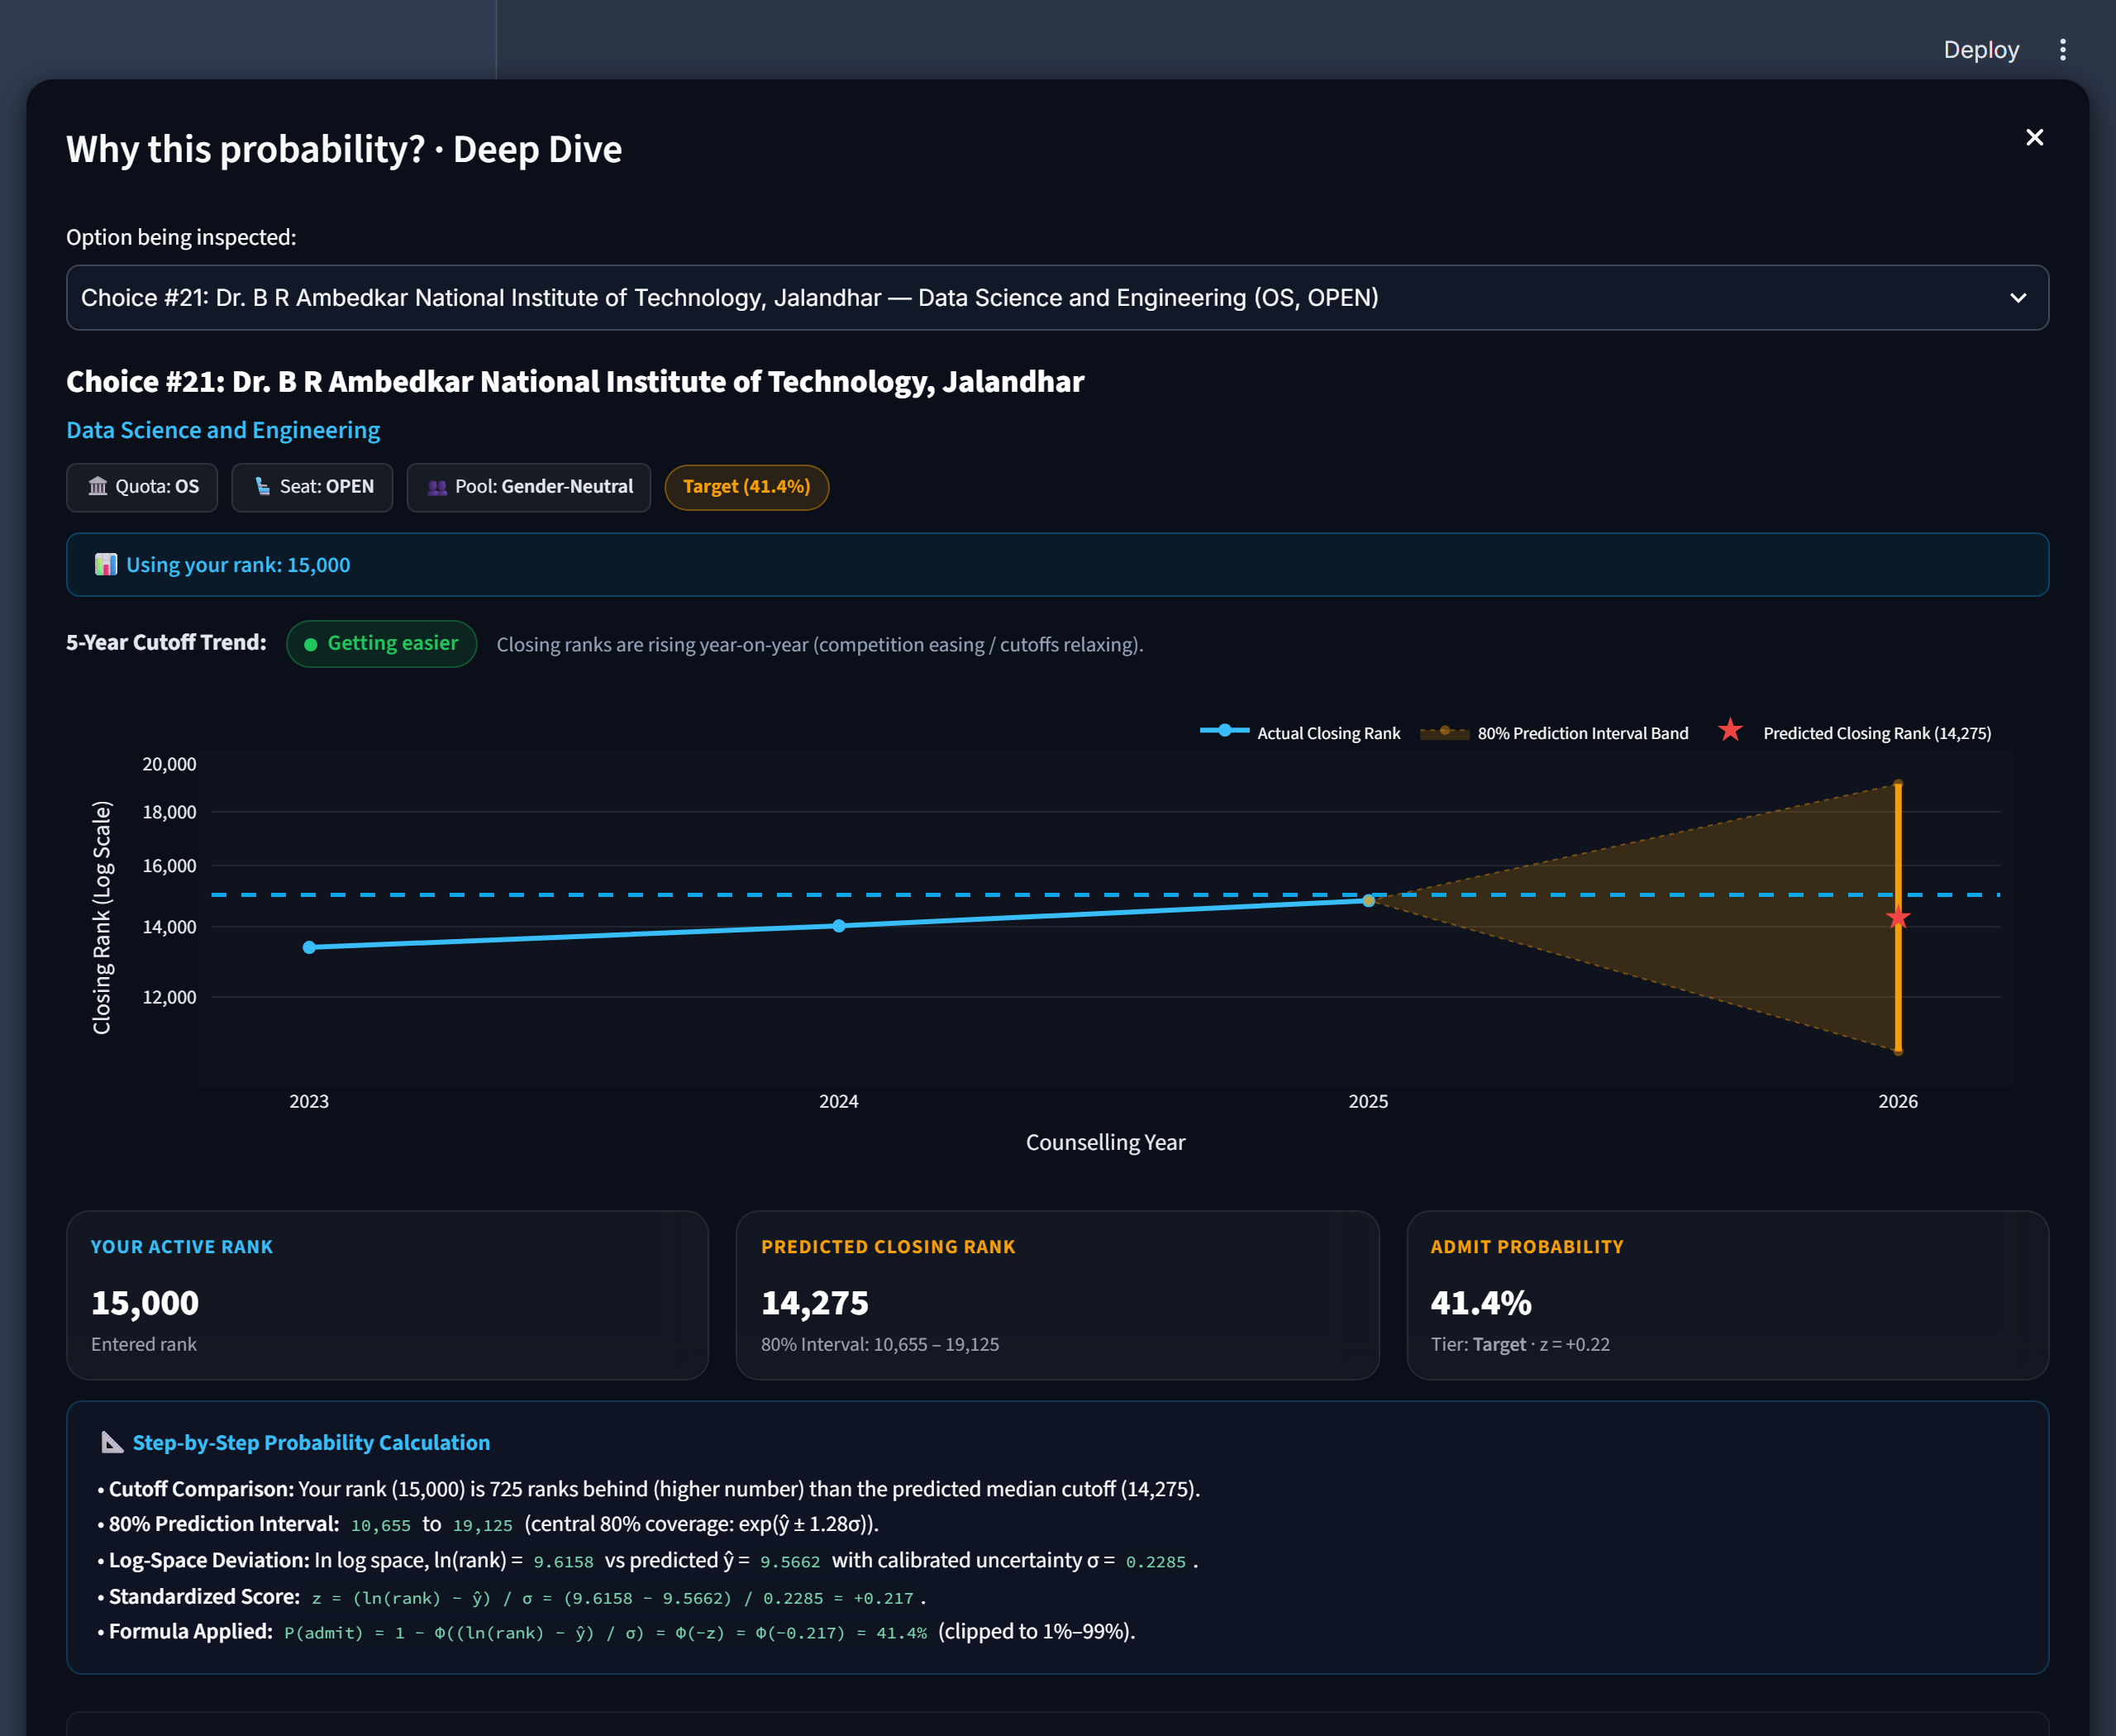 Deploy
Why this probability? · Deep Dive
Option being inspected:
Choice #21: Dr. B R Ambedkar National Institute of Technology, Jalandhar — Data Science and Engineering (OS, OPEN)
Choice #21: Dr. B R Ambedkar National Institute of Technology, Jalandhar
Data Science and Engineering
Quota: OS Seat: OPEN Pool: Gender-Neutral Target (41.4%)
Using your rank: 15,000
5-Year Cutoff Trend: Getting easier Closing ranks are rising year-on-year (competition easing / cutoffs relaxing).
Actual Closing Rank 80% Prediction Interval Band Predicted Closing Rank (14,275)
Closing Rank (Log Scale)
20,000
18,000
16,000
14,000
12,000
2023 2024 2025 2026
Counselling Year
YOUR ACTIVE RANK
15,000
Entered rank
PREDICTED CLOSING RANK
14,275
80% Interval: 10,655 – 19,125
ADMIT PROBABILITY
41.4%
Tier: Target · z = +0.22
Step-by-Step Probability Calculation
• Cutoff Comparison: Your rank (15,000) is 725 ranks behind (higher number) than the predicted median cutoff (14,275).
• 80% Prediction Interval: 10,655 to 19,125 (central 80% coverage: exp(ŷ ± 1.28σ)).
• Log-Space Deviation: In log space, ln(rank) = 9.6158 vs predicted ŷ = 9.5662 with calibrated uncertainty σ = 0.2285 .
• Standardized Score: z = (ln(rank) − ŷ) / σ = (9.6158 − 9.5662) / 0.2285 = +0.217 .
• Formula Applied: P(admit) = 1 − Φ((ln(rank) − ŷ) / σ) = Φ(−z) = Φ(−0.217) = 41.4% (clipped to 1%–99%).